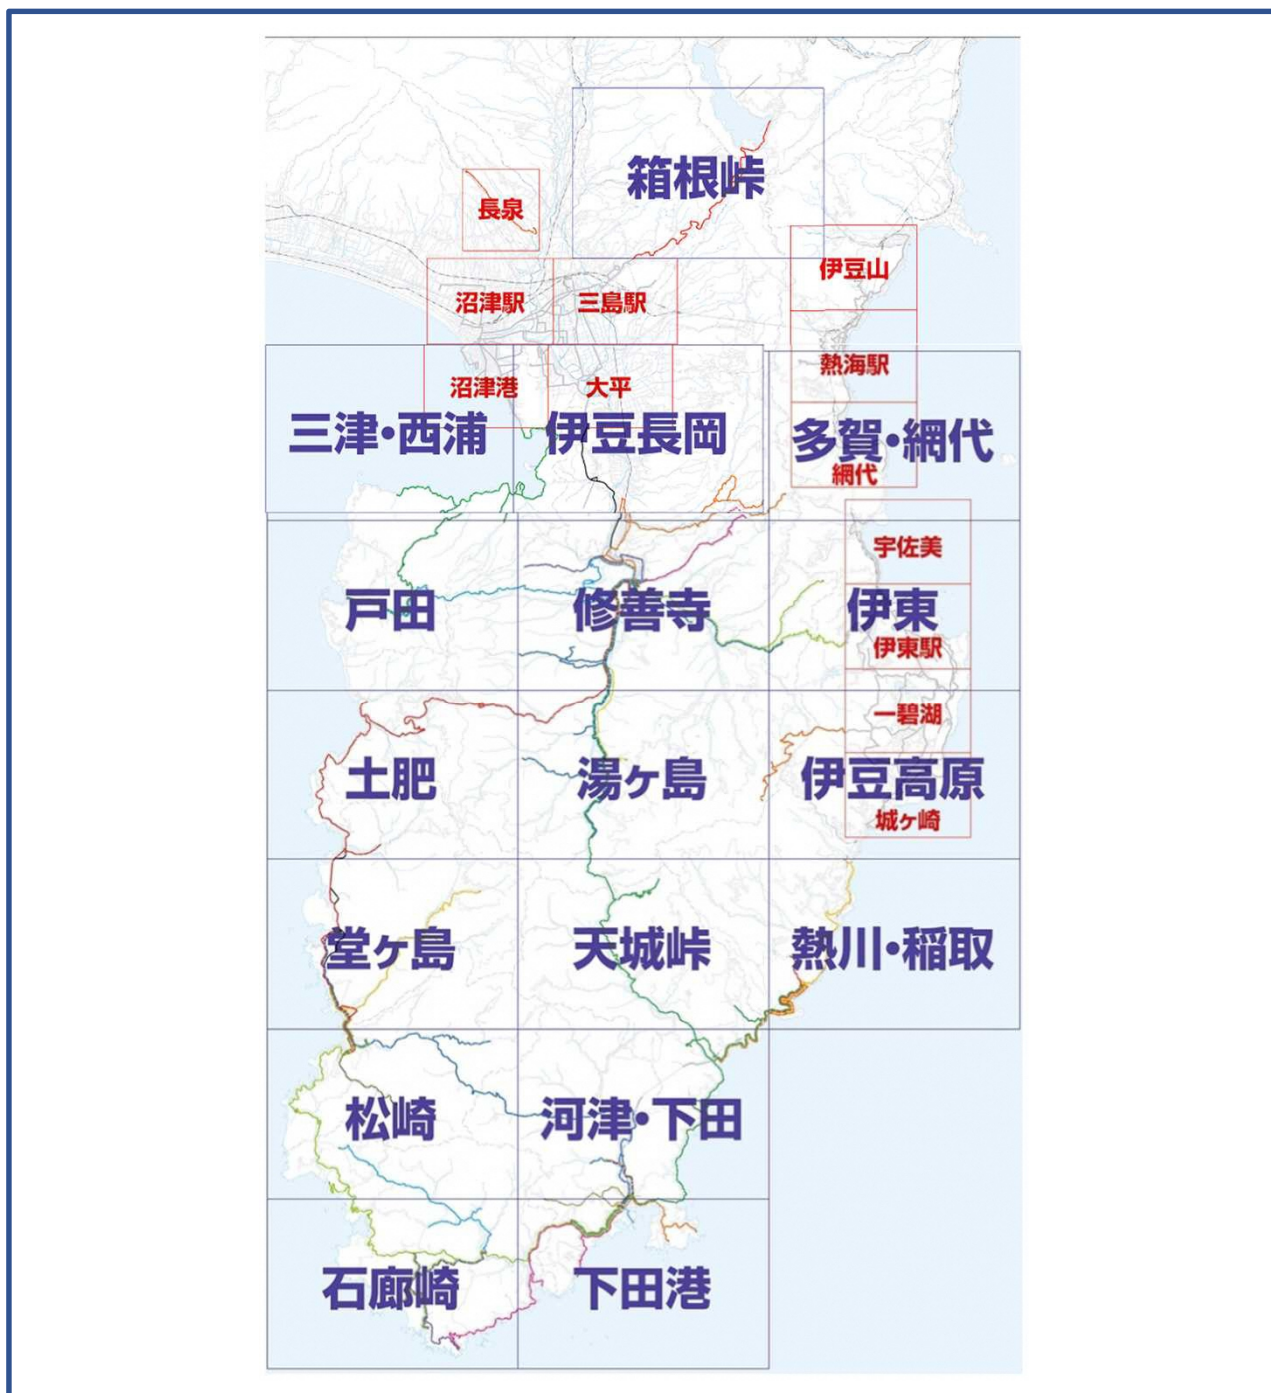 箱根峠
長泉
伊豆山
沼津駅
三島駅
熱海駅
沼津港
大平
三津・西浦
伊豆長岡
多賀・網代
網代
宇佐美
戸田
修善寺
伊東
伊東駅
一碧湖
土肥
湯ヶ島
伊豆高原
城ヶ崎
堂ヶ島
天城峠
熱川・稲取
松崎
河津・下田
石廊崎
下田港